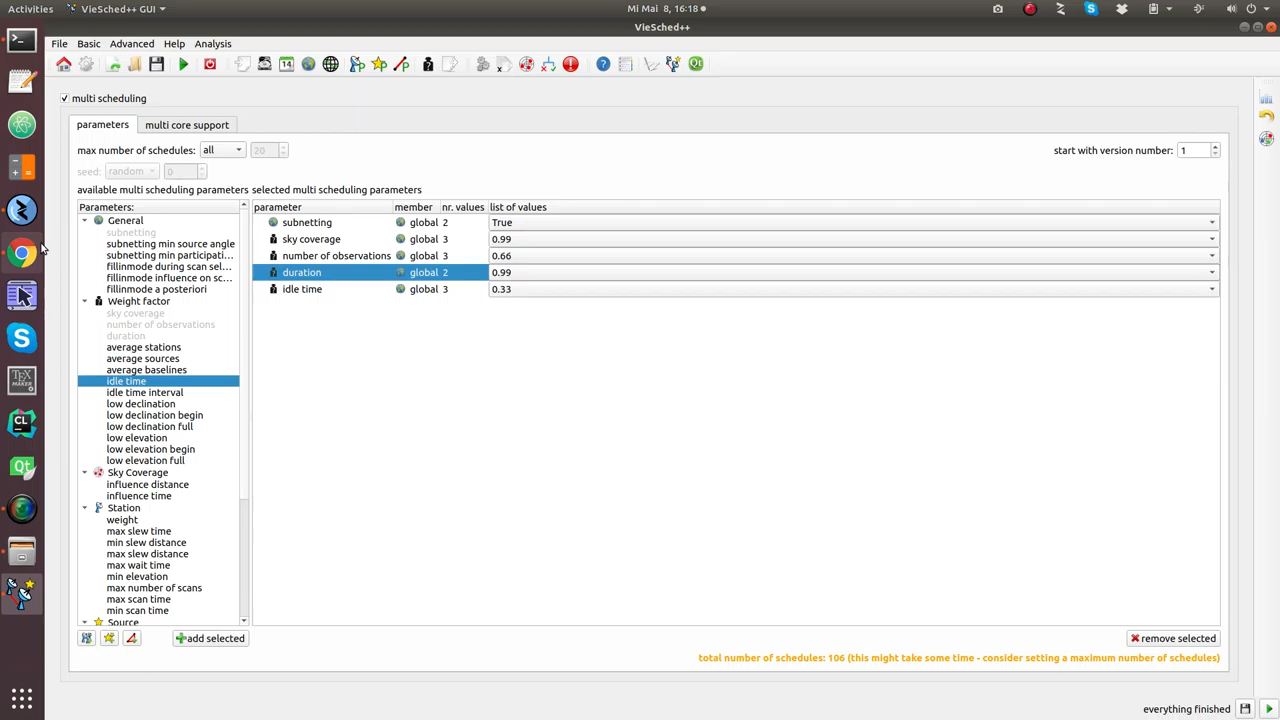 Activities VieSched++ GUI Mi Mai 8, 16:18
VieSched++
File Basic Advanced Help Analysis
14
multi scheduling
parameters multi core support
max number of schedules: all 20 start with version number: 1
seed: random 0
available multi scheduling parameters selected multi scheduling parameters
Parameters:
General
subnetting
subnetting min source angle
subnetting min participati...
fillinmode during scan sel...
fillinmode influence on sc...
fillinmode a posteriori
Weight factor
sky coverage
number of observations
duration
average stations
average sources
average baselines
idle time
idle time interval
low declination
low declination begin
low declination full
low elevation
low elevation begin
low elevation full
Sky Coverage
influence distance
influence time
Station
weight
max slew time
min slew distance
max slew distance
max wait time
min elevation
max number of scans
max scan time
min scan time
Source
parameter member nr. values list of values
subnetting global 2 True
sky coverage global 3 0.99
number of observations global 3 0.66
duration global 2 0.99
idle time global 3 0.33
add selected
remove selected
total number of schedules: 106 (this might take some time - consider setting a maximum number of schedules)
everything finished
TEX
MAKER
CL
Qt
Qt